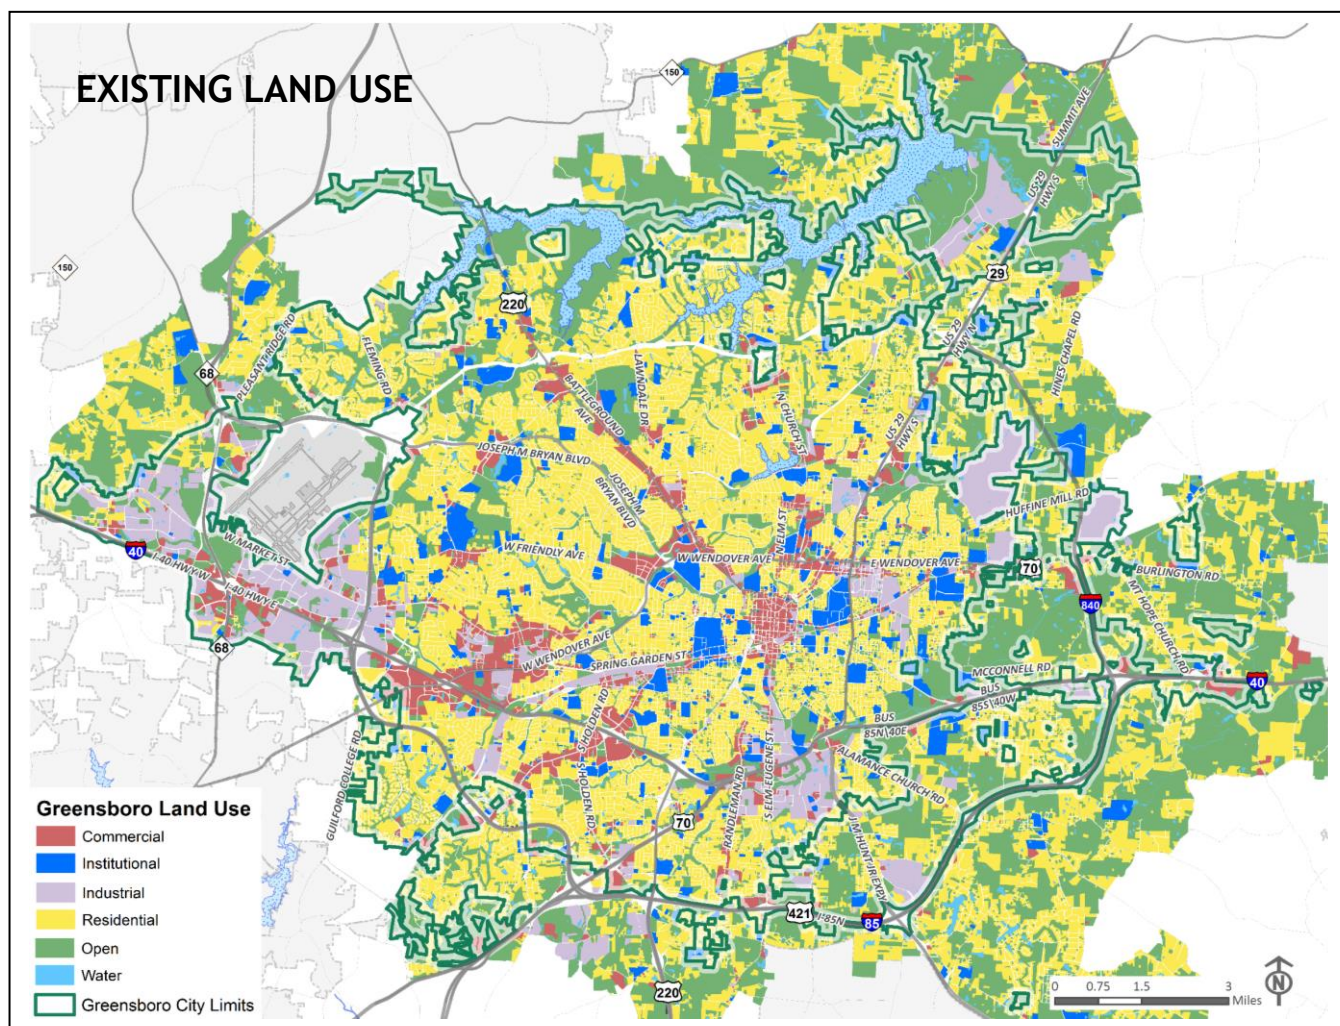 EXISTING LAND USE
150
SUMMIT AVE
US 29
HWY S
150
29
220
US 29
HWY N
HINES CHAPEL RD
PLEASANT RIDGE RD
FLEMING RD
68
LAWNDALE DR
BATTLEGROUND
AVE
N CHURCH ST
US 29
HWY S
JOSEPH M BRYAN BLVD
JOSEPH M
BRYAN BLVD
HUFFINE MILL RD
W MARKET ST
40
I-40 HWY W
I-40 HWY E
W FRIENDLY AVE
W WENDOVER AVE
N ELM ST
E WENDOVER AVE
70
BURLINGTON RD
840
MT HOPE CHURCH RD
68
W WENDOVER AVE
SPRING GARDEN ST
MCCONNELL RD
40
BUS
85S\40W
BUS
85N\40E
S HOLDEN RD
S HOLDEN RD
S ELM-EUGENE ST
ALAMANCE CHURCH RD
GUILFORD COLLEGE RD
RANDLEMAN RD
70
JIM HUNT JR EXPY
421
I-85N
85
220
Greensboro Land Use
Commercial
Institutional
Industrial
Residential
Open
Water
Greensboro City Limits
N
0 0.75 1.5 3
Miles